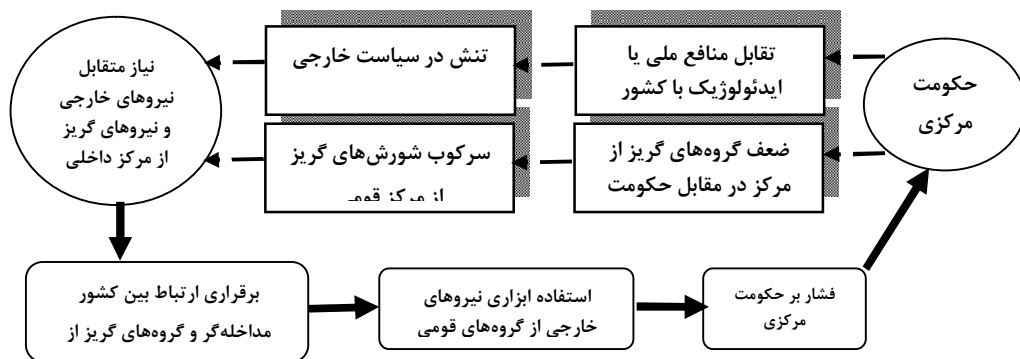 حکومت
مرکزی
تقابل منافع ملی یا
ایدئولوژیک با کشور
تنش در سیاست خارجی
نیاز متقابل
نیروهای خارجی
و نیروهای گریز
از مرکز داخلی
ضعف گروه‌های گریز از
مرکز در مقابل حکومت
سرکوب شورش‌های گریز
از مرکز قومی
برقراری ارتباط بین کشور
مداخله‌گر و گروه‌های گریز از
استفاده ابزاری نیروهای
خارجی از گروه‌های قومی
فشار بر حکومت
مرکزی